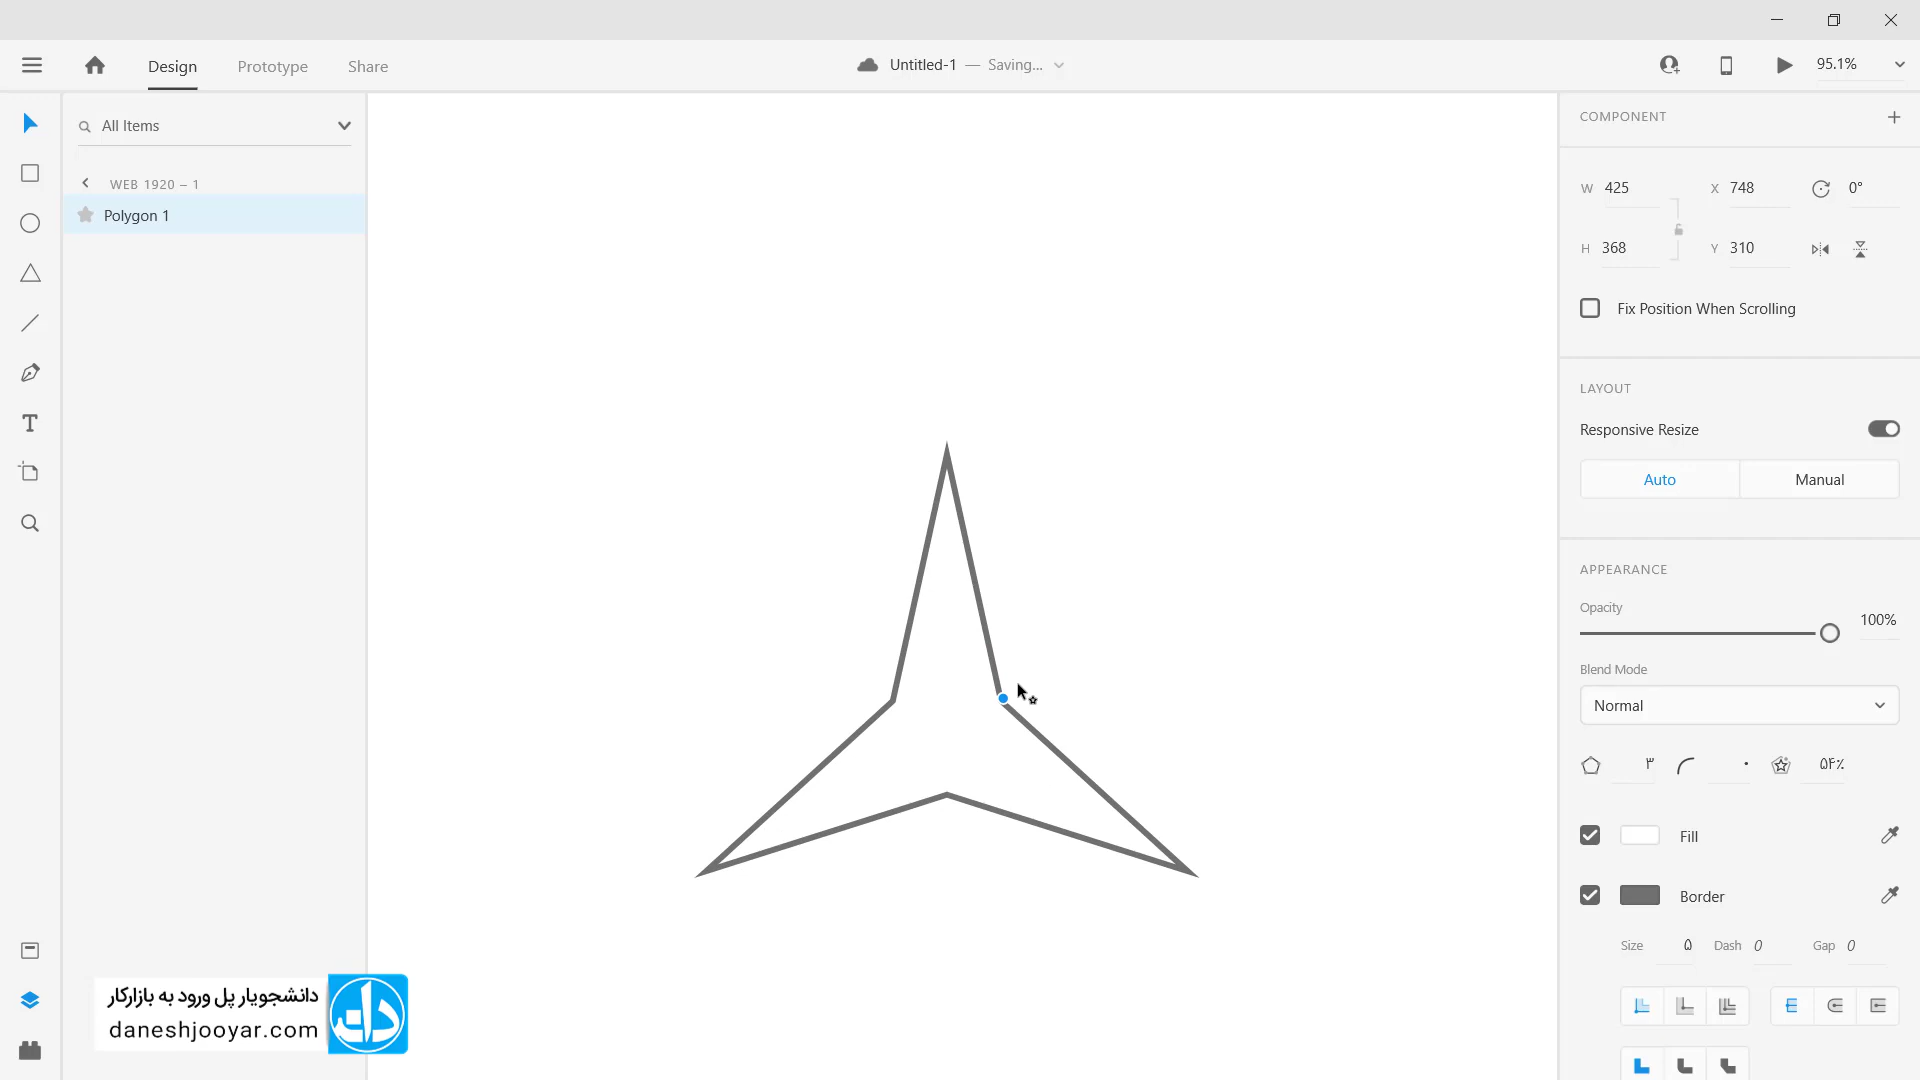 Design
Prototype
Share
Untitled-1 — Saving...
95.1%
All Items
WEB 1920 – 1
Polygon 1
COMPONENT
W 425
X 748
0°
H 368
Y 310
Fix Position When Scrolling
LAYOUT
Responsive Resize
Auto
Manual
APPEARANCE
Opacity
100%
Blend Mode
Normal
۳
۰
۵۴٪
Fill
Border
Size ۵ Dash 0 Gap 0
دانشجویار پل ورود به بازارکار
daneshjooyar.com